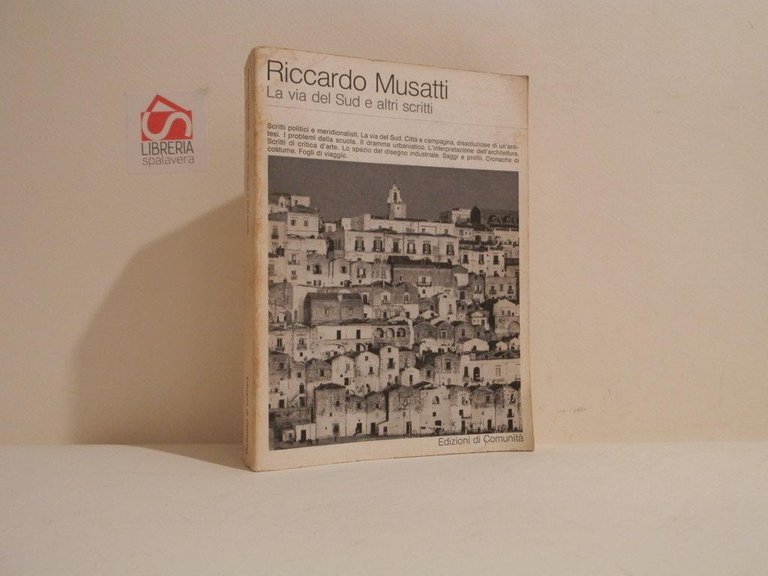 Riccardo Musatti
La via del Sud e altri scritti
Scritti politici e meridionalisti. La via del Sud. Città e campagna, dissoluzione di un'anti-
tesi. I problemi della scuola. Il dramma urbanistico. L'interpretazione dell'architettura.
Scritti di critica d'arte. Lo spazio del disegno industriale. Saggi e profili. Cronache di
costume. Fogli di viaggio.
Edizioni di Comunità
LIBRERIA
spalavera